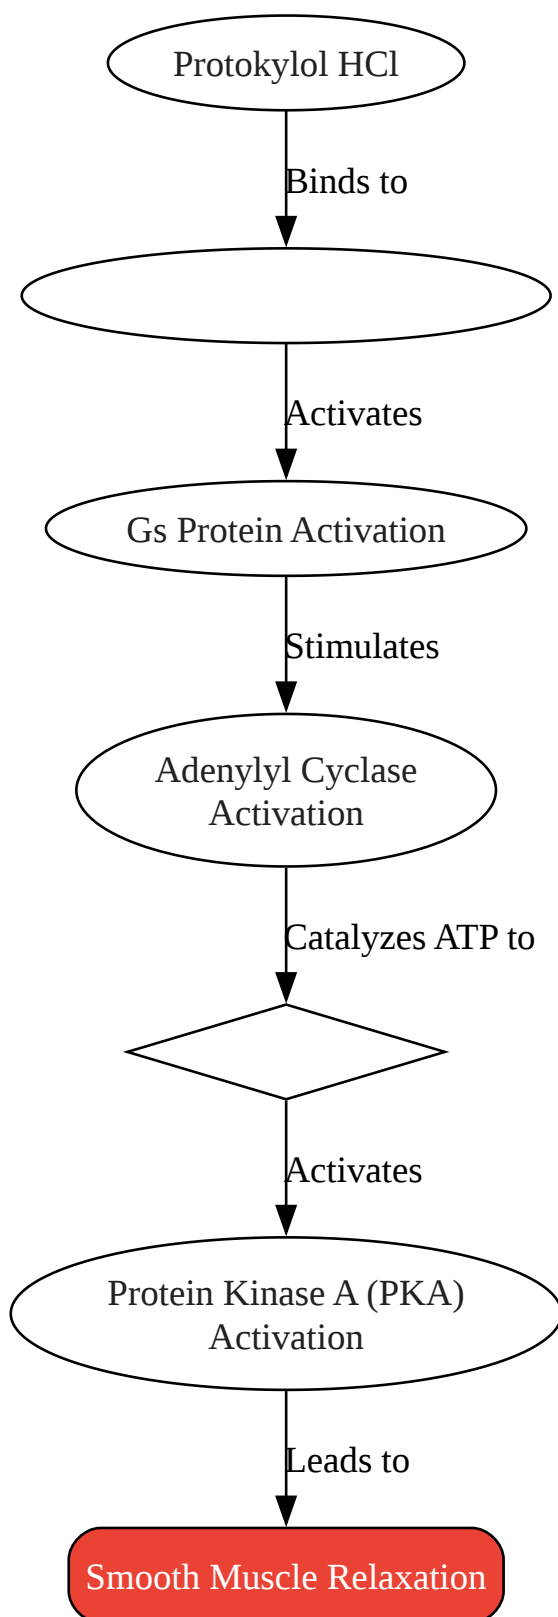 Protokylol HCl
Binds to
Activates
Gs Protein Activation
Stimulates
Adenylyl Cyclase
Activation
Catalyzes ATP to
Activates
Protein Kinase A (PKA)
Activation
Leads to
Smooth Muscle Relaxation